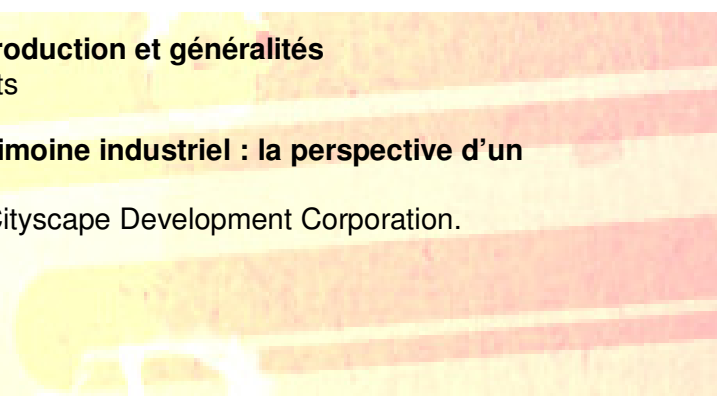 roduction et généralités
ts
imoine industriel : la perspective d'un
Cityscape Development Corporation.